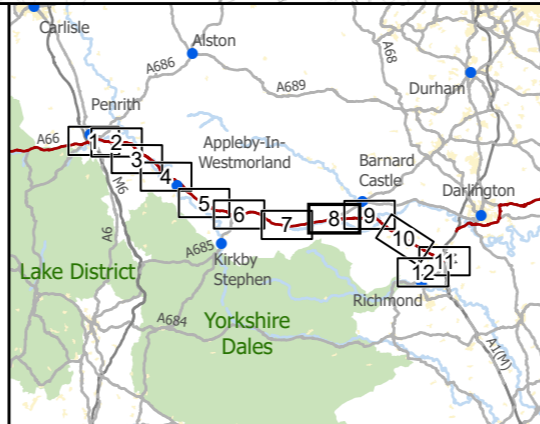 Carlisle
Alston
A68
A686
A689
Durham
Penrith
A66
1
2
3
4
Appleby-In-
Westmorland
Barnard
Castle
Darlington
M6
A6
5
6
7
8
9
10
11
12
A685
Kirkby
Stephen
Lake District
Richmond
A684
Yorkshire
Dales
A1(M)